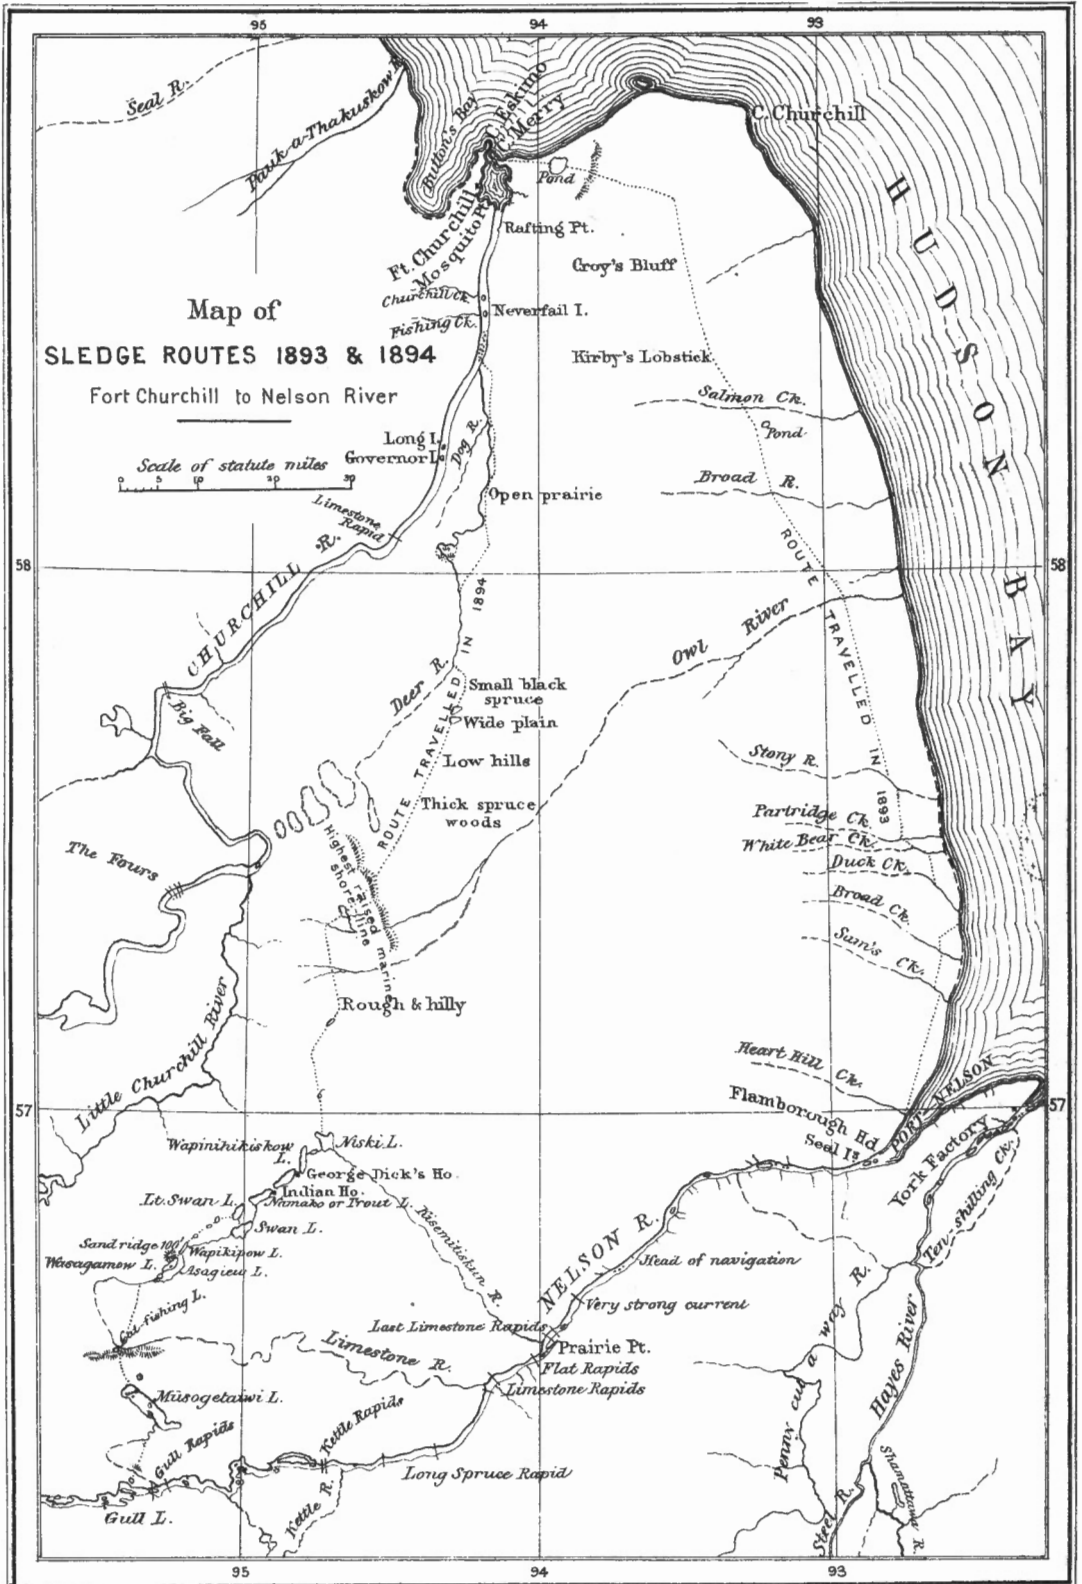 95 94 93
Seal R.
Pauk-a-Thakuskow R.
Button's Bay
C. Eskimo
C. Merry
C. Churchill
Pond
Ft. Churchill
Mosquito Pt.
Rafting Pt.
Croy's Bluff
Churchill Ck.
Neverfail I.
Fishing Ck.
HUDSON BAY
Map of
SLEDGE ROUTES 1893 & 1894
Fort Churchill to Nelson River
Scale of statute miles
0 5 10 20 30
Kirby's Lobstick
Salmon Ck.
Pond
Long I.
Governor I.
Dog R.
Broad R.
Open prairie
Limestone
Rapid
CHURCHILL R.
58 58
ROUTE TRAVELLED IN 1894
ROUTE TRAVELLED IN 1893
Owl River
Deer R.
Small black
spruce
Wide plain
Big Fall
Low hills
Stony R.
Thick spruce
woods
Partridge Ck.
White Bear Ck.
The Fours
Highest raised marine
shore-line
Duck Ck.
Broad Ck.
Sam's Ck.
Rough & hilly
Little Churchill River
Heart Hill Ck.
57 57
Flamborough Hd.
Seal Is.
PORT NELSON
York Factory
Ten-shilling Ck.
Wapinihikiskow
L.
Niski L.
George Dick's Ho.
Indian Ho.
Lt. Swan L.
Namako or Trout L.
Swan L.
Kisemitiskun R.
Sand ridge 100'
Wapikipow L.
Wasagamow L.
Asagiew L.
NELSON R.
Head of navigation
Very strong current
Cat-fishing L.
Last Limestone Rapids
Prairie Pt.
Limestone R.
Flat Rapids
Limestone Rapids
Penny cut a way R.
Hayes River
Musogetaiwi L.
Gull Rapids
Kettle Rapids
Long Spruce Rapid
Kettle R.
Gull L.
Steel R.
Shamattawa R.
95 94 93